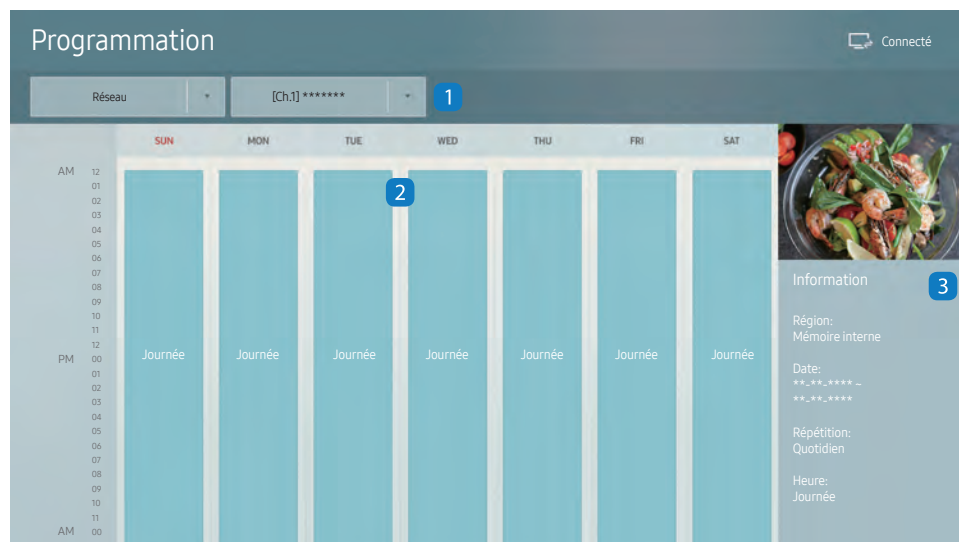 Programmation
Connecté
Réseau
[Ch.1] *******
1
SUN MON TUE WED THU FRI SAT
AM 12
01
02
03
04
05
06
07
08
09
10
11
12
PM 00
01
02
03
04
05
06
07
08
09
10
11
AM 00
2
Journée Journée Journée Journée Journée Journée Journée
Information
3
Région:
Mémoire interne
Date:
**-**-**** ~
**-**-****
Répétition:
Quotidien
Heure:
Journée